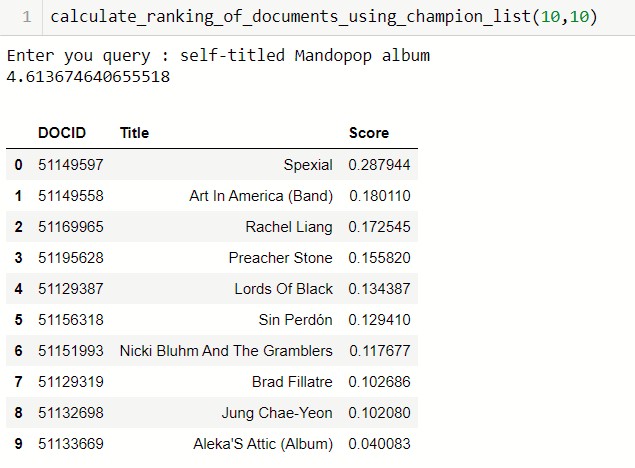 1 calculate_ranking_of_documents_using_champion_list(10,10)
Enter you query : self-titled Mandopop album
4.613674640655518
DOCID Title Score
0 51149597 Spexial 0.287944
1 51149558 Art In America (Band) 0.180110
2 51169965 Rachel Liang 0.172545
3 51195628 Preacher Stone 0.155820
4 51129387 Lords Of Black 0.134387
5 51156318 Sin Perdón 0.129410
6 51151993 Nicki Bluhm And The Gramblers 0.117677
7 51129319 Brad Fillatre 0.102686
8 51132698 Jung Chae-Yeon 0.102080
9 51133669 Aleka'S Attic (Album) 0.040083